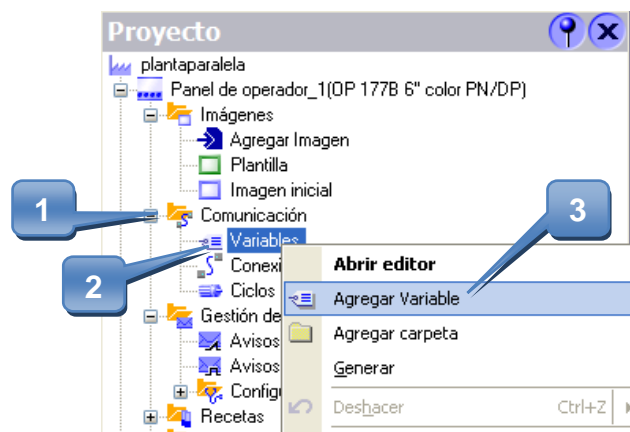 Proyecto
plantaparalela
Panel de operador_1(OP 177B 6" color PN/DP)
Imágenes
Agregar Imagen
Plantilla
Imagen inicial
1
Comunicación
3
Variables
2
Conexi
Abrir editor
Ciclos
Agregar Variable
Gestión de
Avisos
Agregar carpeta
Avisos
Generar
Config
Recetas
Deshacer Ctrl+Z